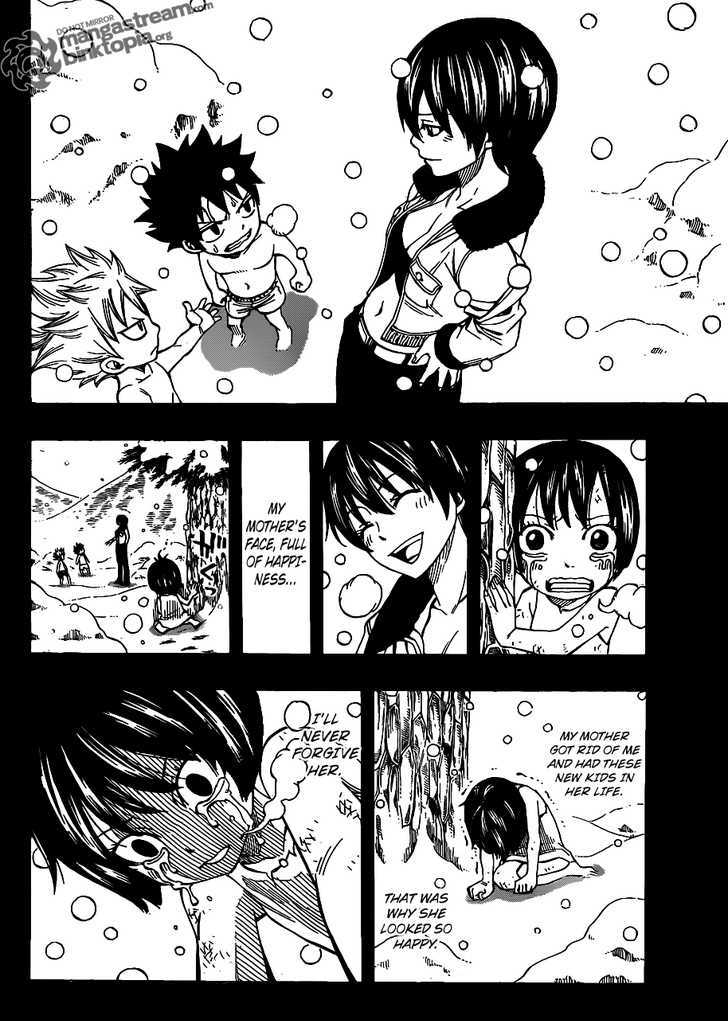 DO NOT MIRROR
mangastream.com
binktopia.org
MY
MOTHER'S
FACE, FULL
OF HAPPI-
NESS...
MY MOTHER
GOT RID OF ME
AND HAD THESE
NEW KIDS IN
HER LIFE.
THAT WAS
WHY SHE
LOOKED SO
HAPPY.
I'LL
NEVER
FORGIVE
HER.